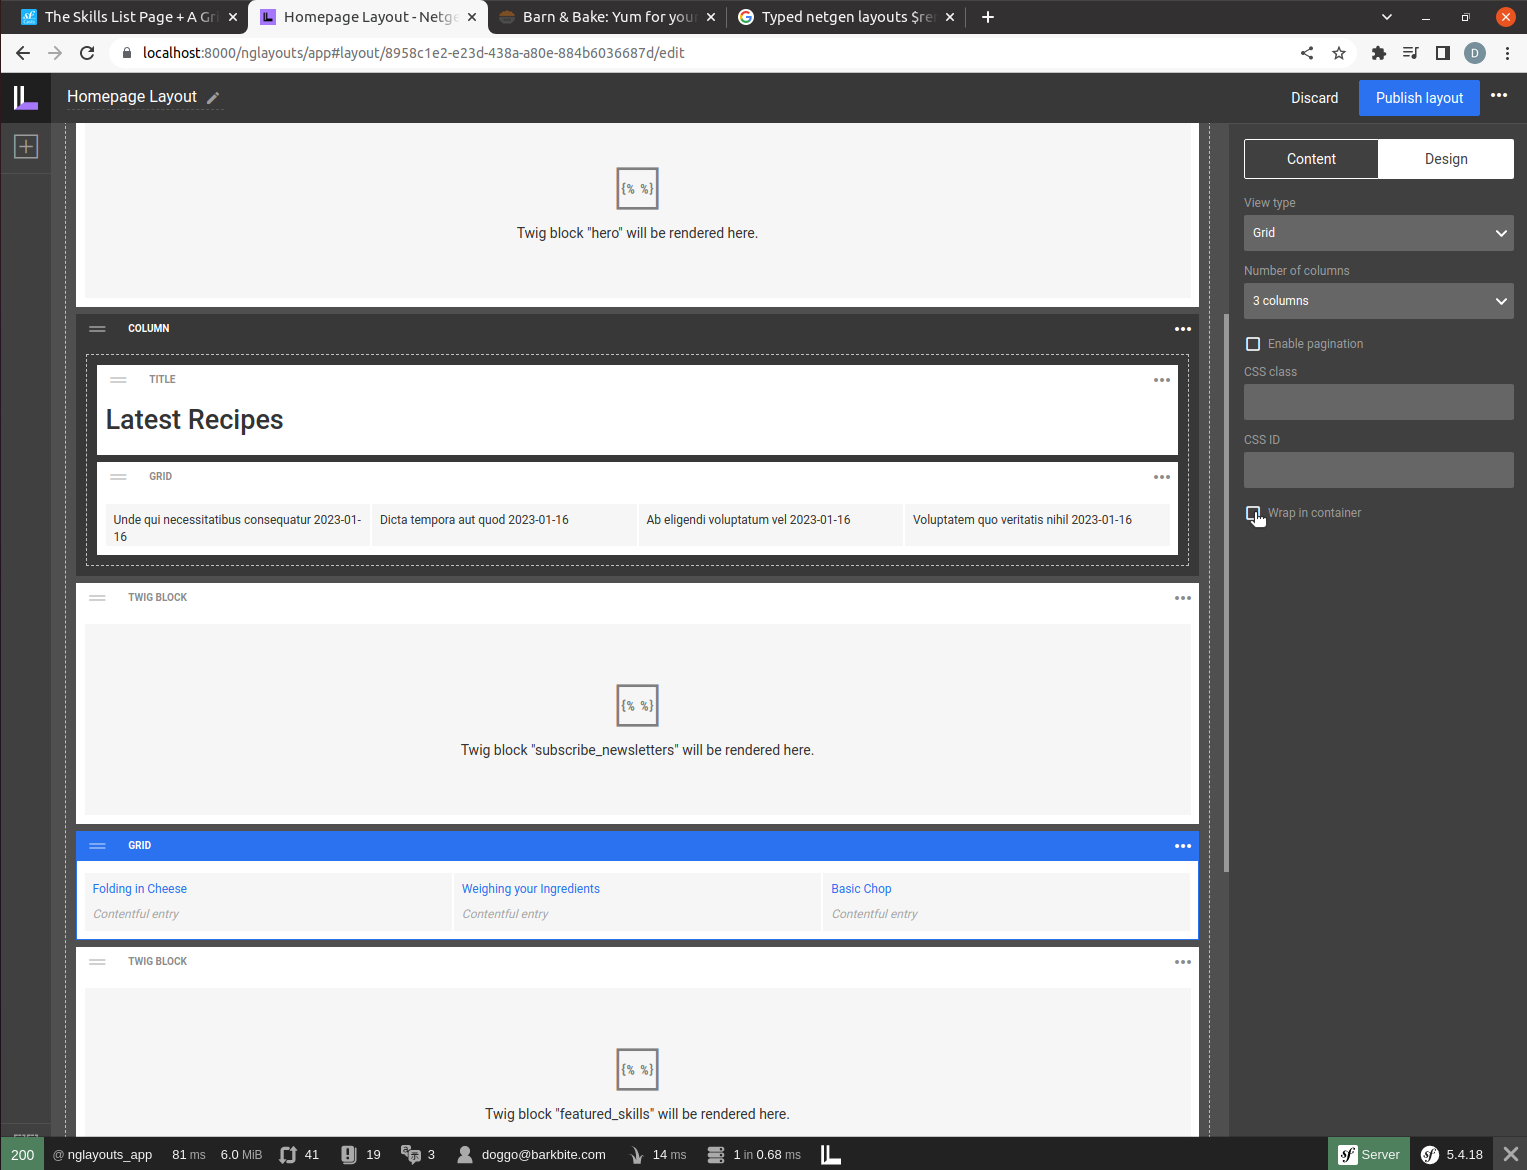 The Skills List Page + A Gri
Homepage Layout - Netge
Barn & Bake: Yum for your
Typed netgen layouts $re
localhost:8000/nglayouts/app#layout/8958c1e2-e23d-438a-a80e-884b6036687d/edit
D
Homepage Layout
Discard
Publish layout
Content
Design
View type
Grid
Number of columns
3 columns
Enable pagination
CSS class
CSS ID
Wrap in container
{% %}
Twig block "hero" will be rendered here.
COLUMN
TITLE
Latest Recipes
GRID
Unde qui necessitatibus consequatur 2023-01-
16
Dicta tempora aut quod 2023-01-16
Ab eligendi voluptatum vel 2023-01-16
Voluptatem quo veritatis nihil 2023-01-16
TWIG BLOCK
{% %}
Twig block "subscribe_newsletters" will be rendered here.
GRID
Folding in Cheese
Contentful entry
Weighing your Ingredients
Contentful entry
Basic Chop
Contentful entry
TWIG BLOCK
{% %}
Twig block "featured_skills" will be rendered here.
200 @ nglayouts_app 81 ms 6.0 MiB 41 19 3 doggo@barkbite.com 14 ms 1 in 0.68 ms Server 5.4.18